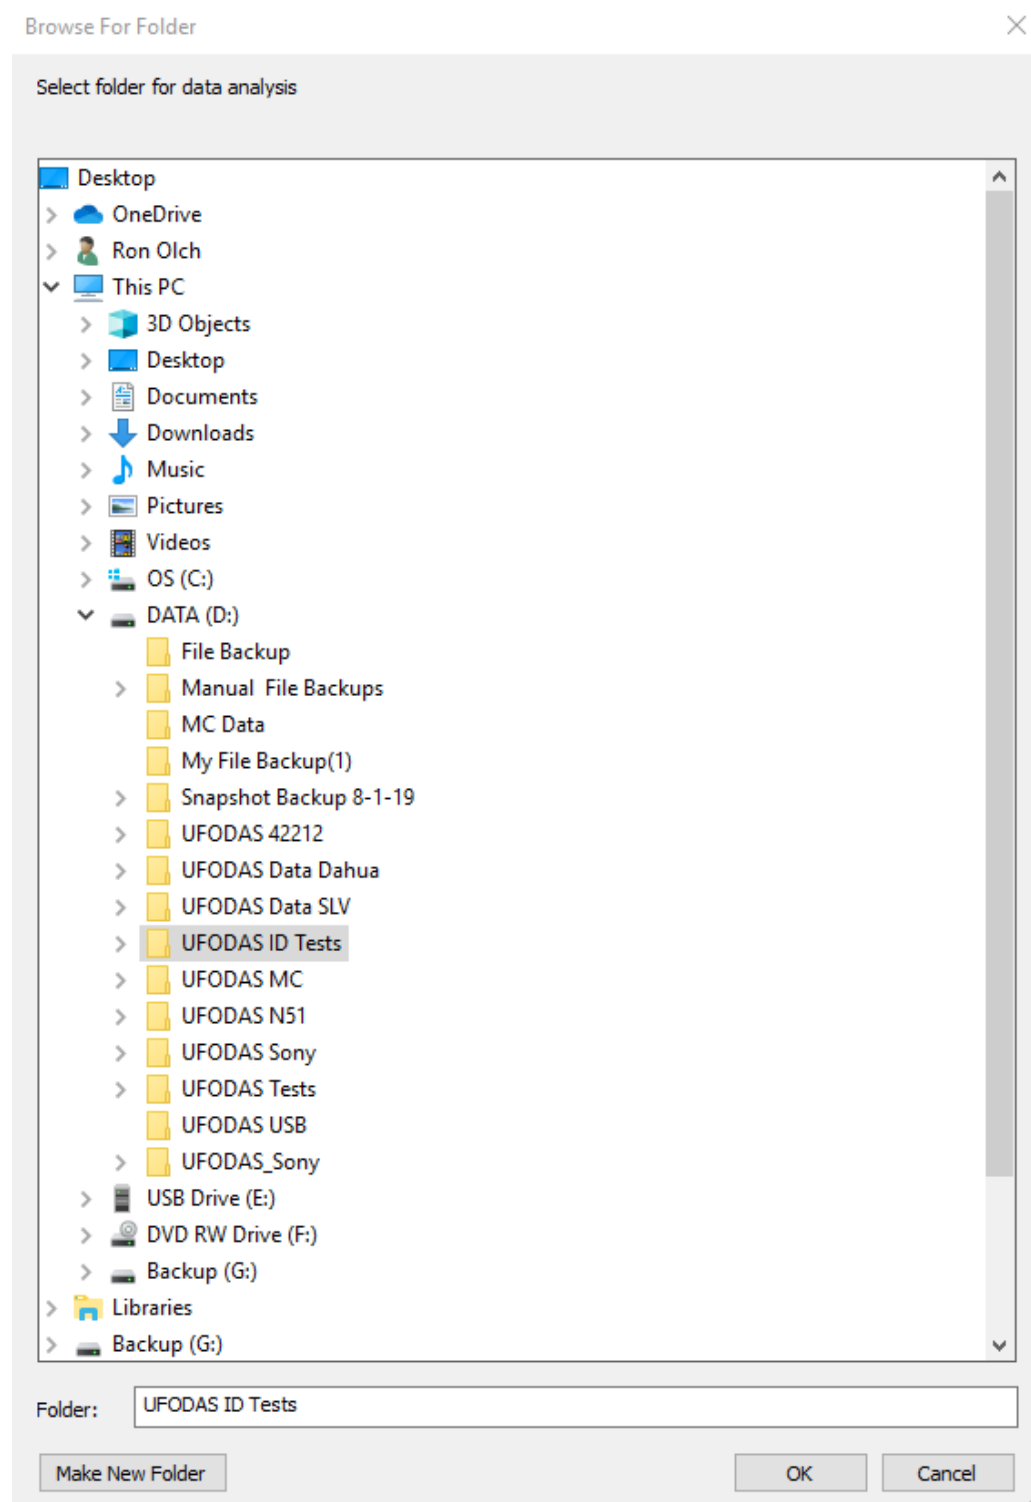 Browse For Folder
Select folder for data analysis
Desktop
OneDrive
Ron Olch
This PC
3D Objects
Desktop
Documents
Downloads
Music
Pictures
Videos
OS (C:)
DATA (D:)
File Backup
Manual  File Backups
MC Data
My File Backup(1)
Snapshot Backup 8-1-19
UFODAS 42212
UFODAS Data Dahua
UFODAS Data SLV
UFODAS ID Tests
UFODAS MC
UFODAS N51
UFODAS Sony
UFODAS Tests
UFODAS USB
UFODAS_Sony
USB Drive (E:)
DVD RW Drive (F:)
Backup (G:)
Libraries
Backup (G:)
Folder: UFODAS ID Tests
Make New Folder OK Cancel